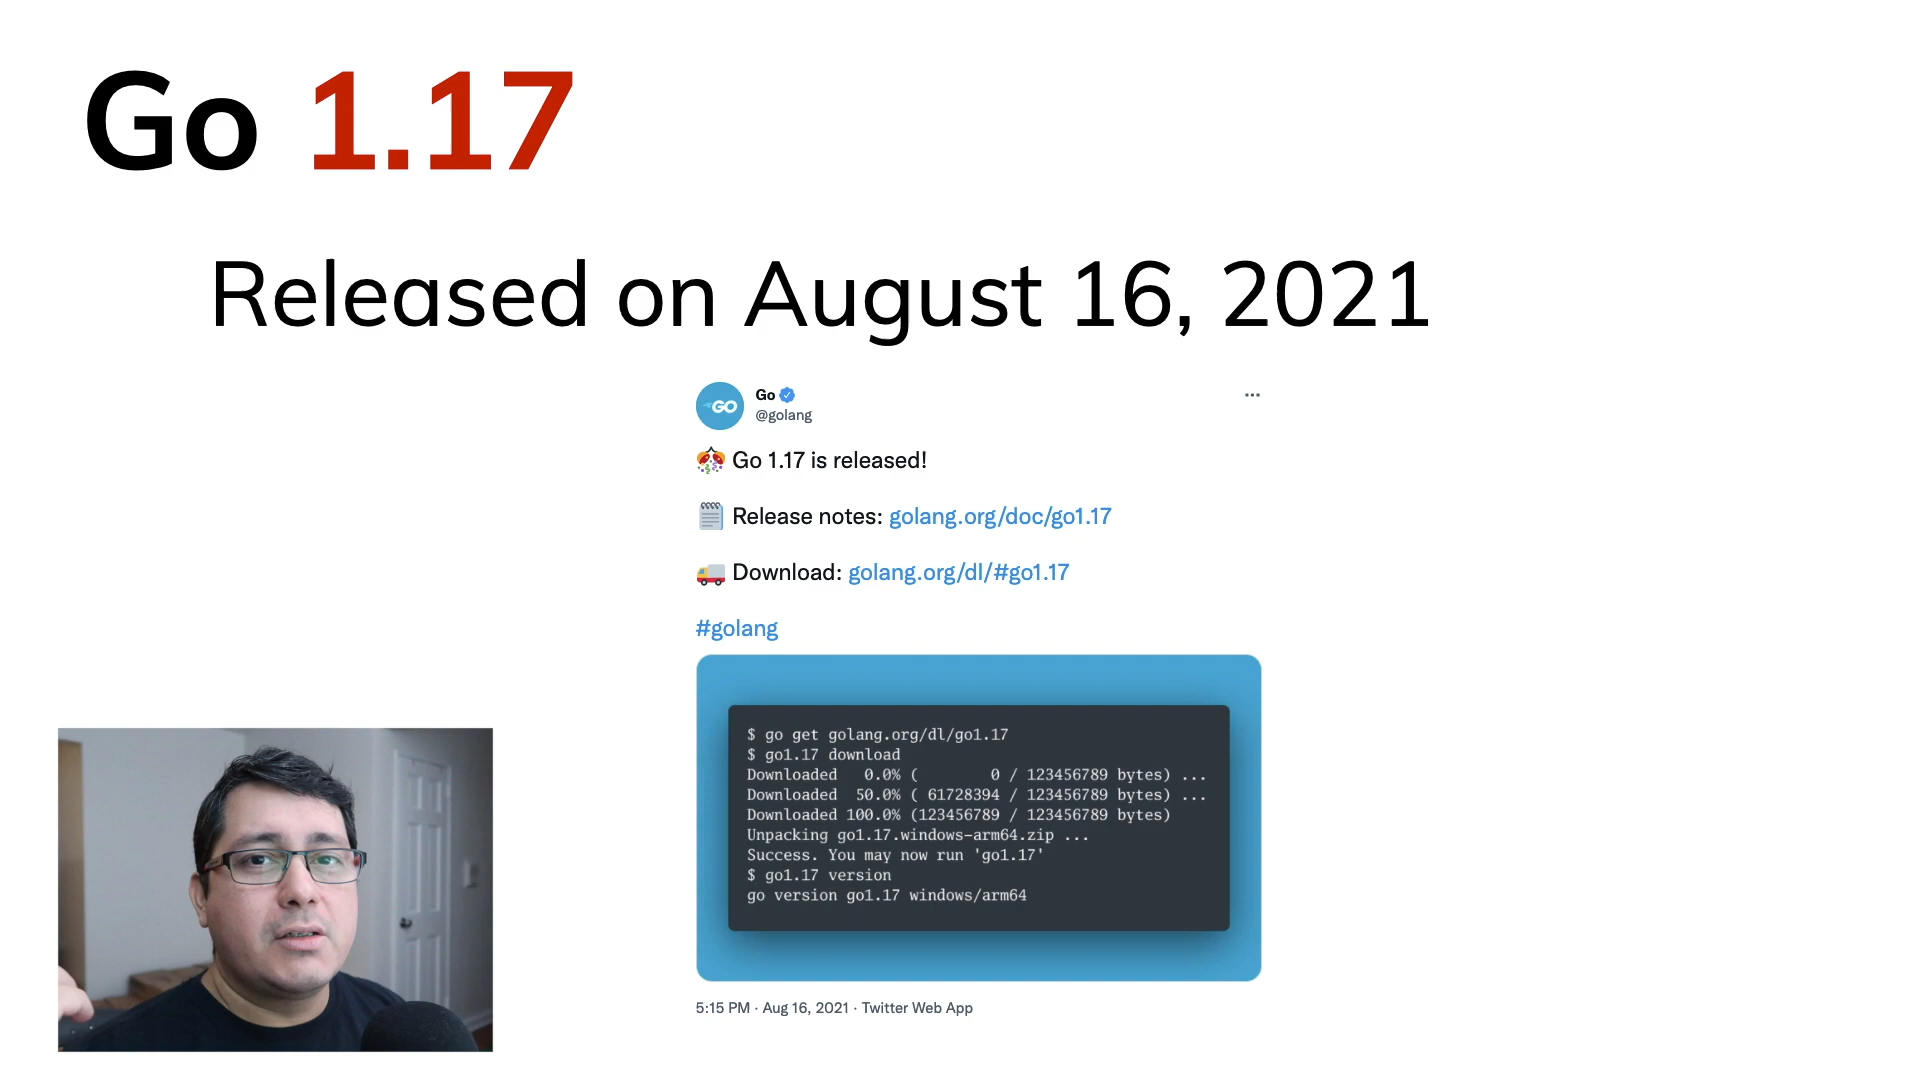 Go 1.17
Released on August 16, 2021
GO
Go
@golang
Go 1.17 is released!
Release notes: golang.org/doc/go1.17
Download: golang.org/dl/#go1.17
#golang
$ go get golang.org/dl/go1.17
$ go1.17 download
Downloaded   0.0% (        0 / 123456789 bytes) ...
Downloaded  50.0% ( 61728394 / 123456789 bytes) ...
Downloaded 100.0% (123456789 / 123456789 bytes)
Unpacking go1.17.windows-arm64.zip ...
Success. You may now run 'go1.17'
$ go1.17 version
go version go1.17 windows/arm64
5:15 PM · Aug 16, 2021 · Twitter Web App